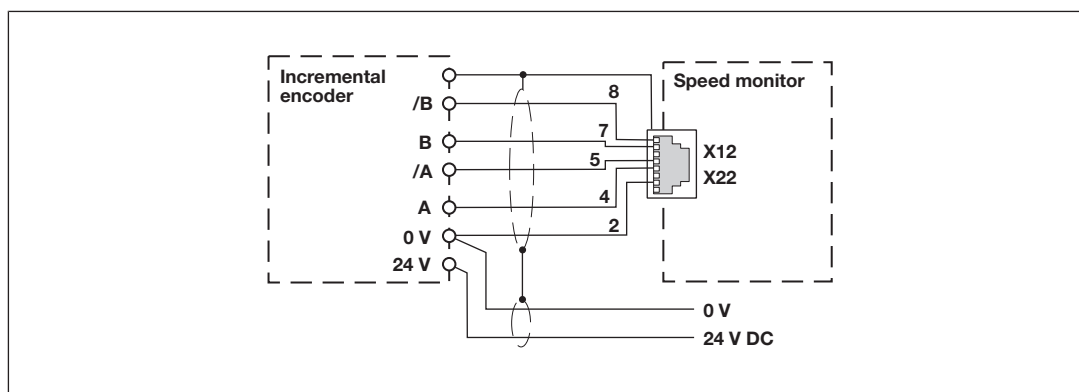 Incremental
encoder
/B
B
/A
A
0 V
24 V
8
7
5
4
2
Speed monitor
X12
X22
0 V
24 V DC